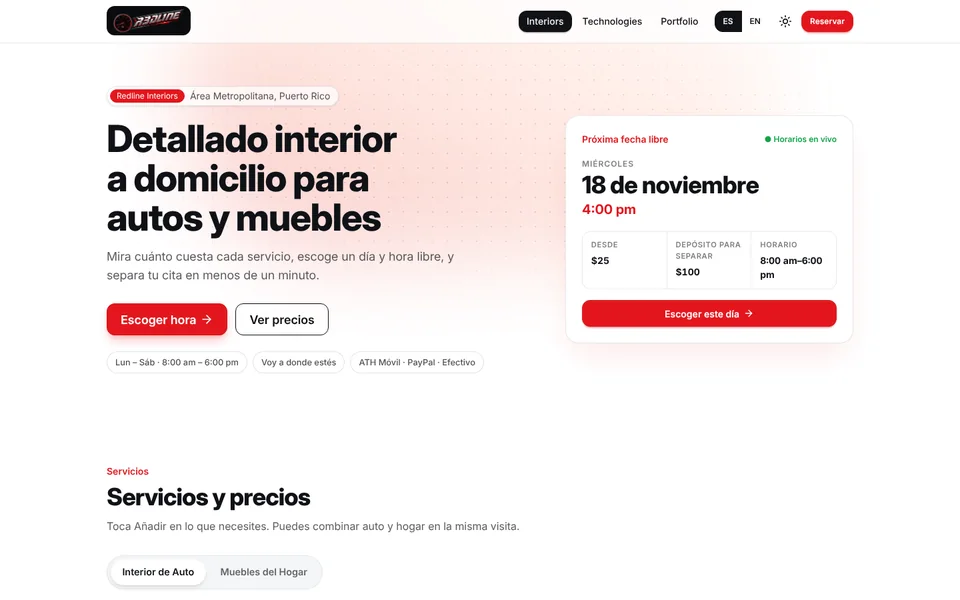 REDLINE
Interiors
Technologies
Portfolio
ES
EN
Reservar
Redline Interiors
Área Metropolitana, Puerto Rico
Detallado interior
a domicilio para
autos y muebles
Mira cuánto cuesta cada servicio, escoge un día y hora libre, y
separa tu cita en menos de un minuto.
Escoger hora →
Ver precios
Lun – Sáb · 8:00 am – 6:00 pm
Voy a donde estés
ATH Móvil · PayPal · Efectivo
Próxima fecha libre
Horarios en vivo
MIÉRCOLES
18 de noviembre
4:00 pm
DESDE
$25
DEPÓSITO PARA
SEPARAR
$100
HORARIO
8:00 am–6:00
pm
Escoger este día →
Servicios
Servicios y precios
Toca Añadir en lo que necesites. Puedes combinar auto y hogar en la misma visita.
Interior de Auto
Muebles del Hogar